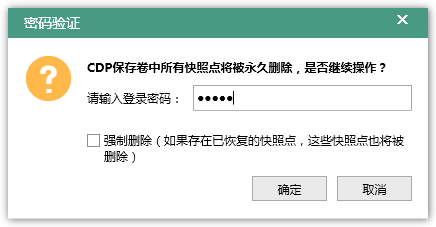 密码验证
CDP保存卷中所有快照点将被永久删除，是否继续操作？
请输入登录密码：
●●●●●
强制删除（如果存在已恢复的快照点，这些快照点也将被
删除）
确定
取消